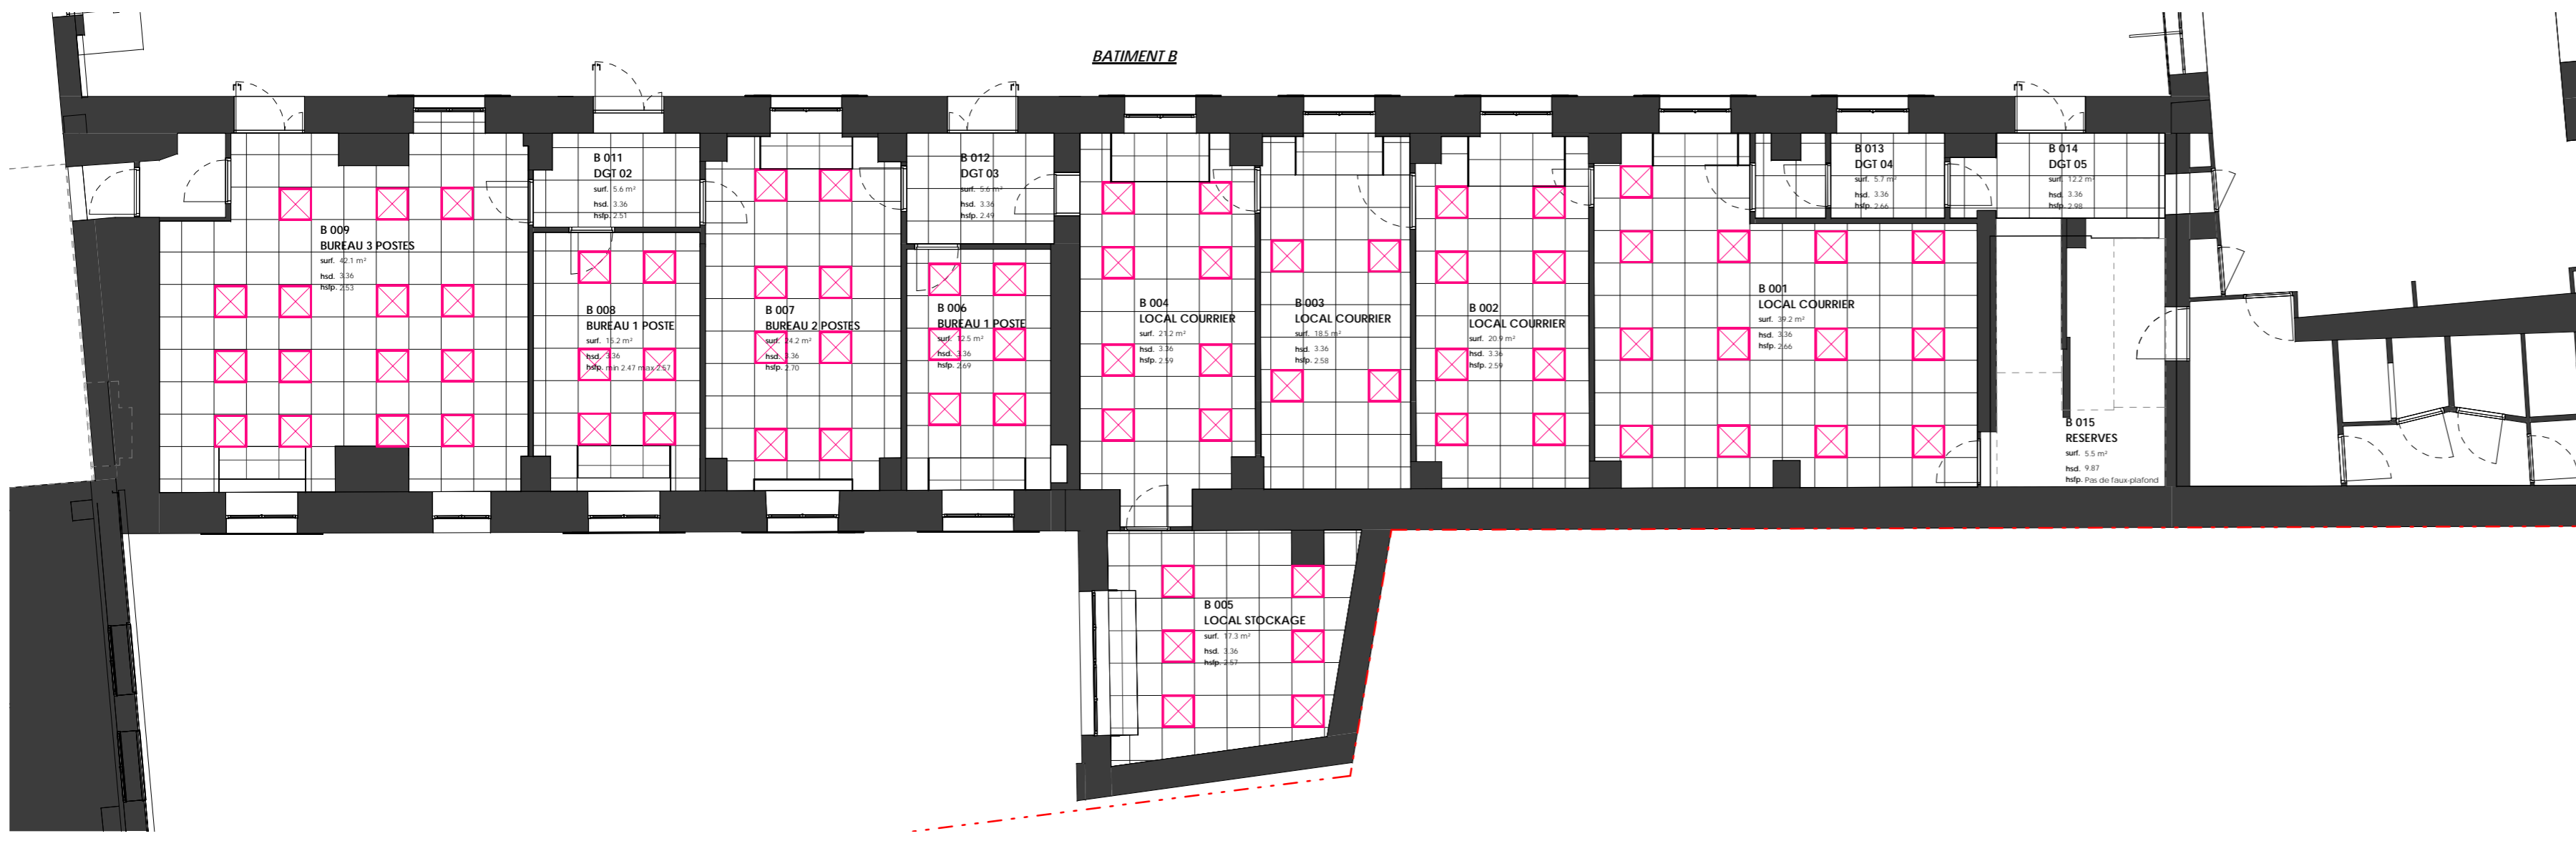 BATIMENT B
B 009
BUREAU 3 POSTES
surf. 42.1 m²
hsd. 3.36
hsfp. 2.53
B 011
DGT 02
surf. 5.6 m²
hsd. 3.36
hsfp. 2.51
B 008
BUREAU 1 POSTE
surf. 15.2 m²
hsd. 3.36
hsfp. min 2.47 max 2.57
B 007
BUREAU 2 POSTES
surf. 24.2 m²
hsd. 3.36
hsfp. 2.70
B 012
DGT 03
surf. 5.6 m²
hsd. 3.36
hsfp. 2.49
B 006
BUREAU 1 POSTE
surf. 12.5 m²
hsd. 3.36
hsfp. 2.69
B 004
LOCAL COURRIER
surf. 21.2 m²
hsd. 3.36
hsfp. 2.59
B 003
LOCAL COURRIER
surf. 18.5 m²
hsd. 3.36
hsfp. 2.58
B 002
LOCAL COURRIER
surf. 20.9 m²
hsd. 3.36
hsfp. 2.59
B 001
LOCAL COURRIER
surf. 39.2 m²
hsd. 3.36
hsfp. 2.66
B 013
DGT 04
surf. 5.7 m²
hsd. 3.36
hsfp. 2.66
B 014
DGT 05
surf. 12.2 m²
hsd. 3.36
hsfp. 2.98
B 015
RESERVES
surf. 5.5 m²
hsd. 9.87
hsfp. Pas de faux-plafond
B 005
LOCAL STOCKAGE
surf. 17.3 m²
hsd. 3.36
hsfp. 2.57